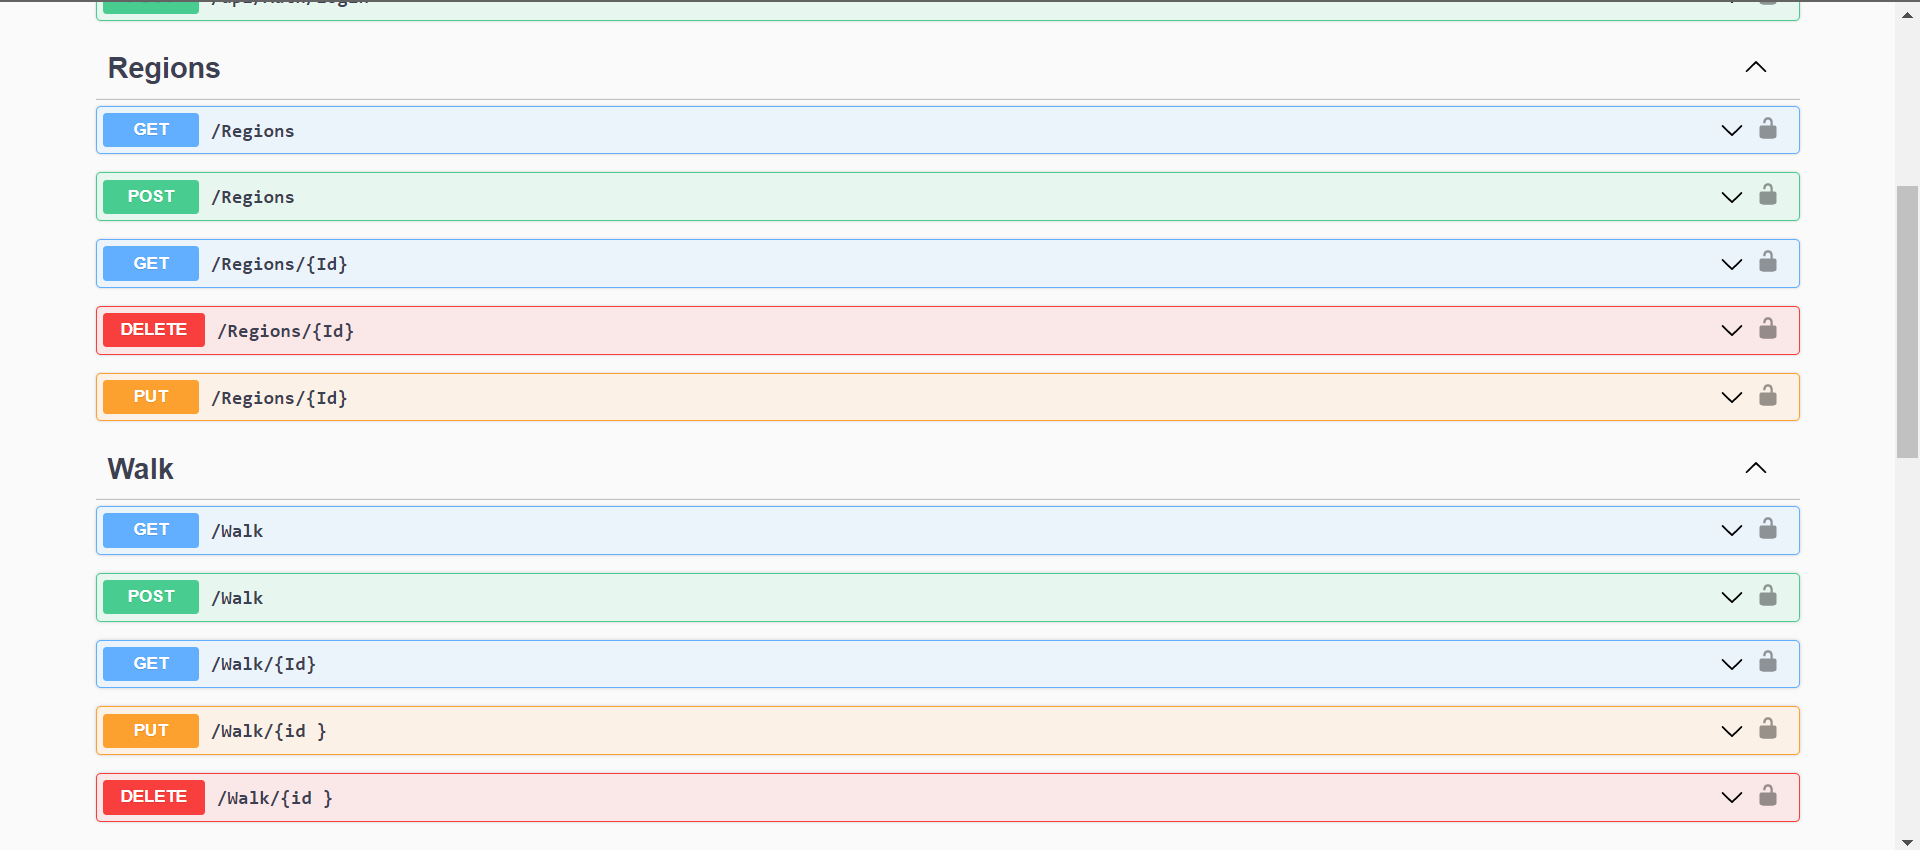 Regions
GET /Regions
POST /Regions
GET /Regions/{Id}
DELETE /Regions/{Id}
PUT /Regions/{Id}
Walk
GET /Walk
POST /Walk
GET /Walk/{Id}
PUT /Walk/{id }
DELETE /Walk/{id }